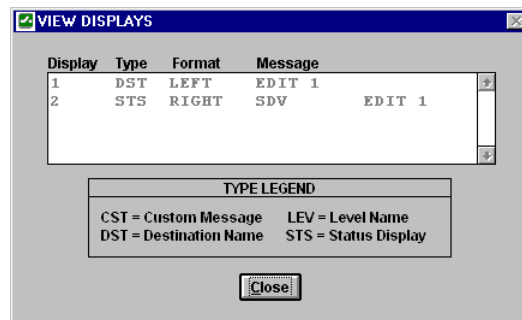 VIEW DISPLAYS
Display Type Format Message
1 DST LEFT EDIT 1
2 STS RIGHT SDV EDIT 1
TYPE LEGEND
CST = Custom Message LEV = Level Name
DST = Destination Name STS = Status Display
Close